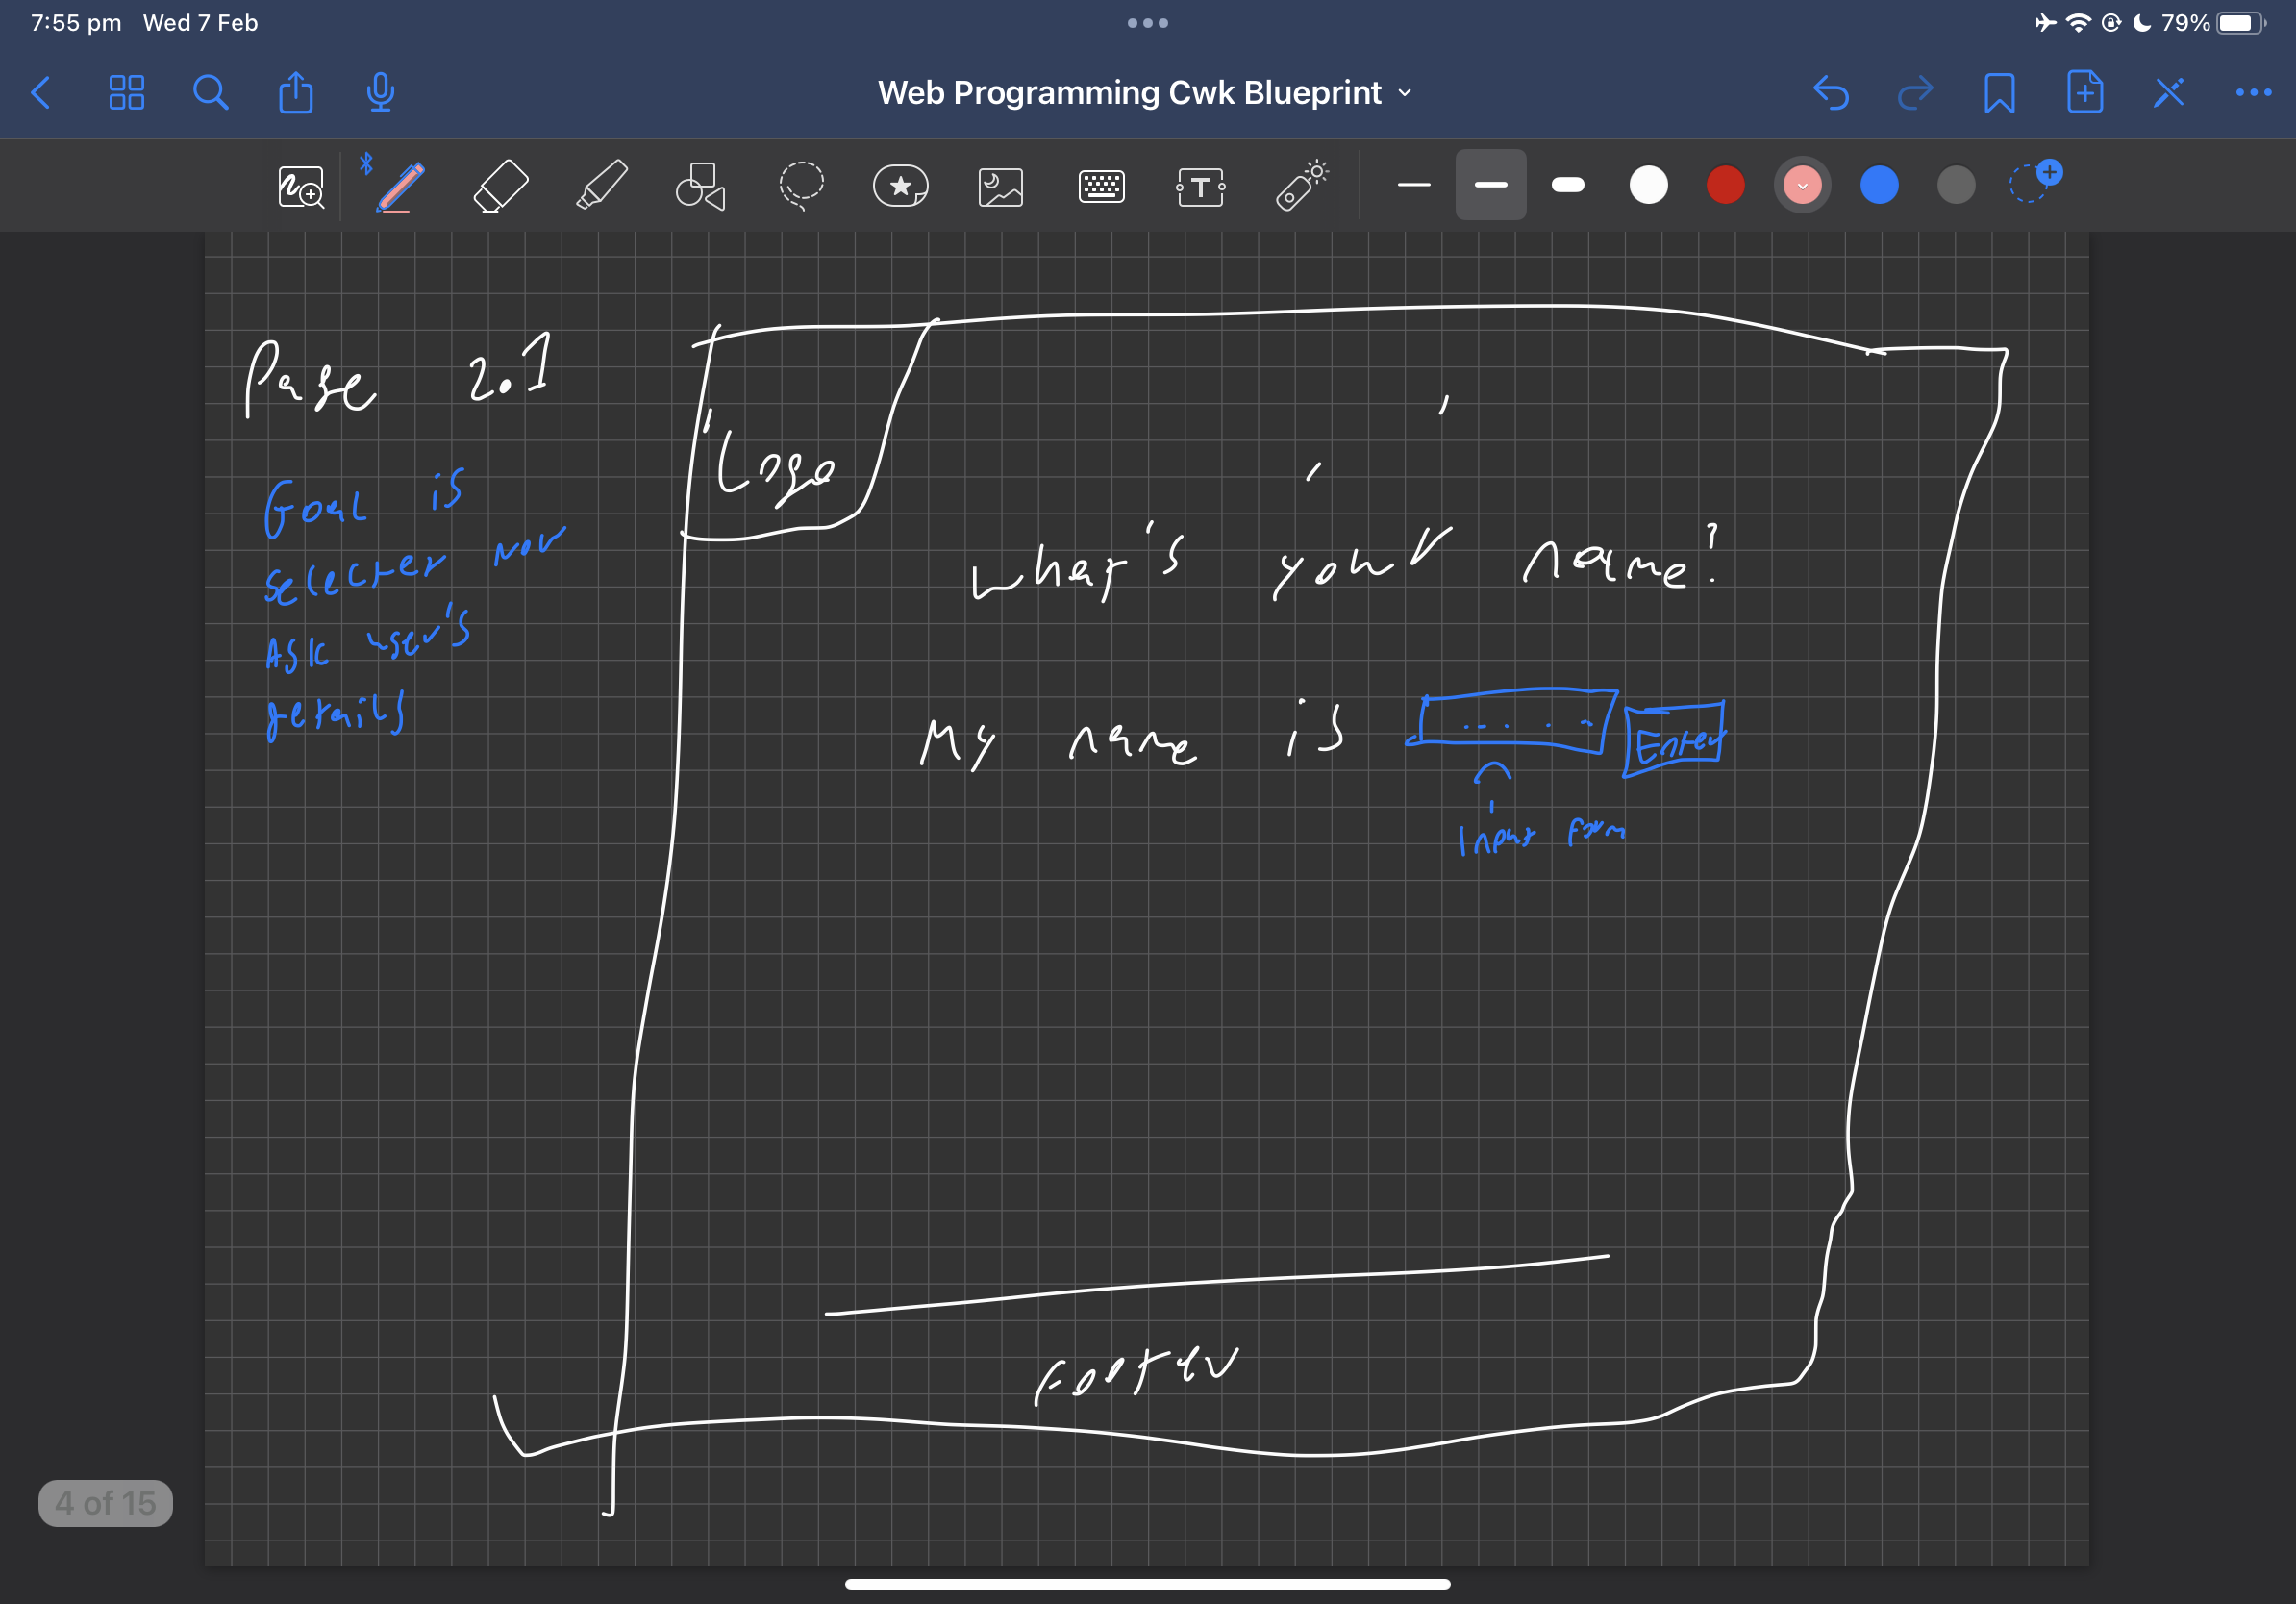 7:55 pm Wed 7 Feb
79%
Web Programming Cwk Blueprint
T
Page 2.1
Logo
Goal is
selected now
Ask user's
details
What's your name?
My name is
Enter
Input form
Footer
4 of 15